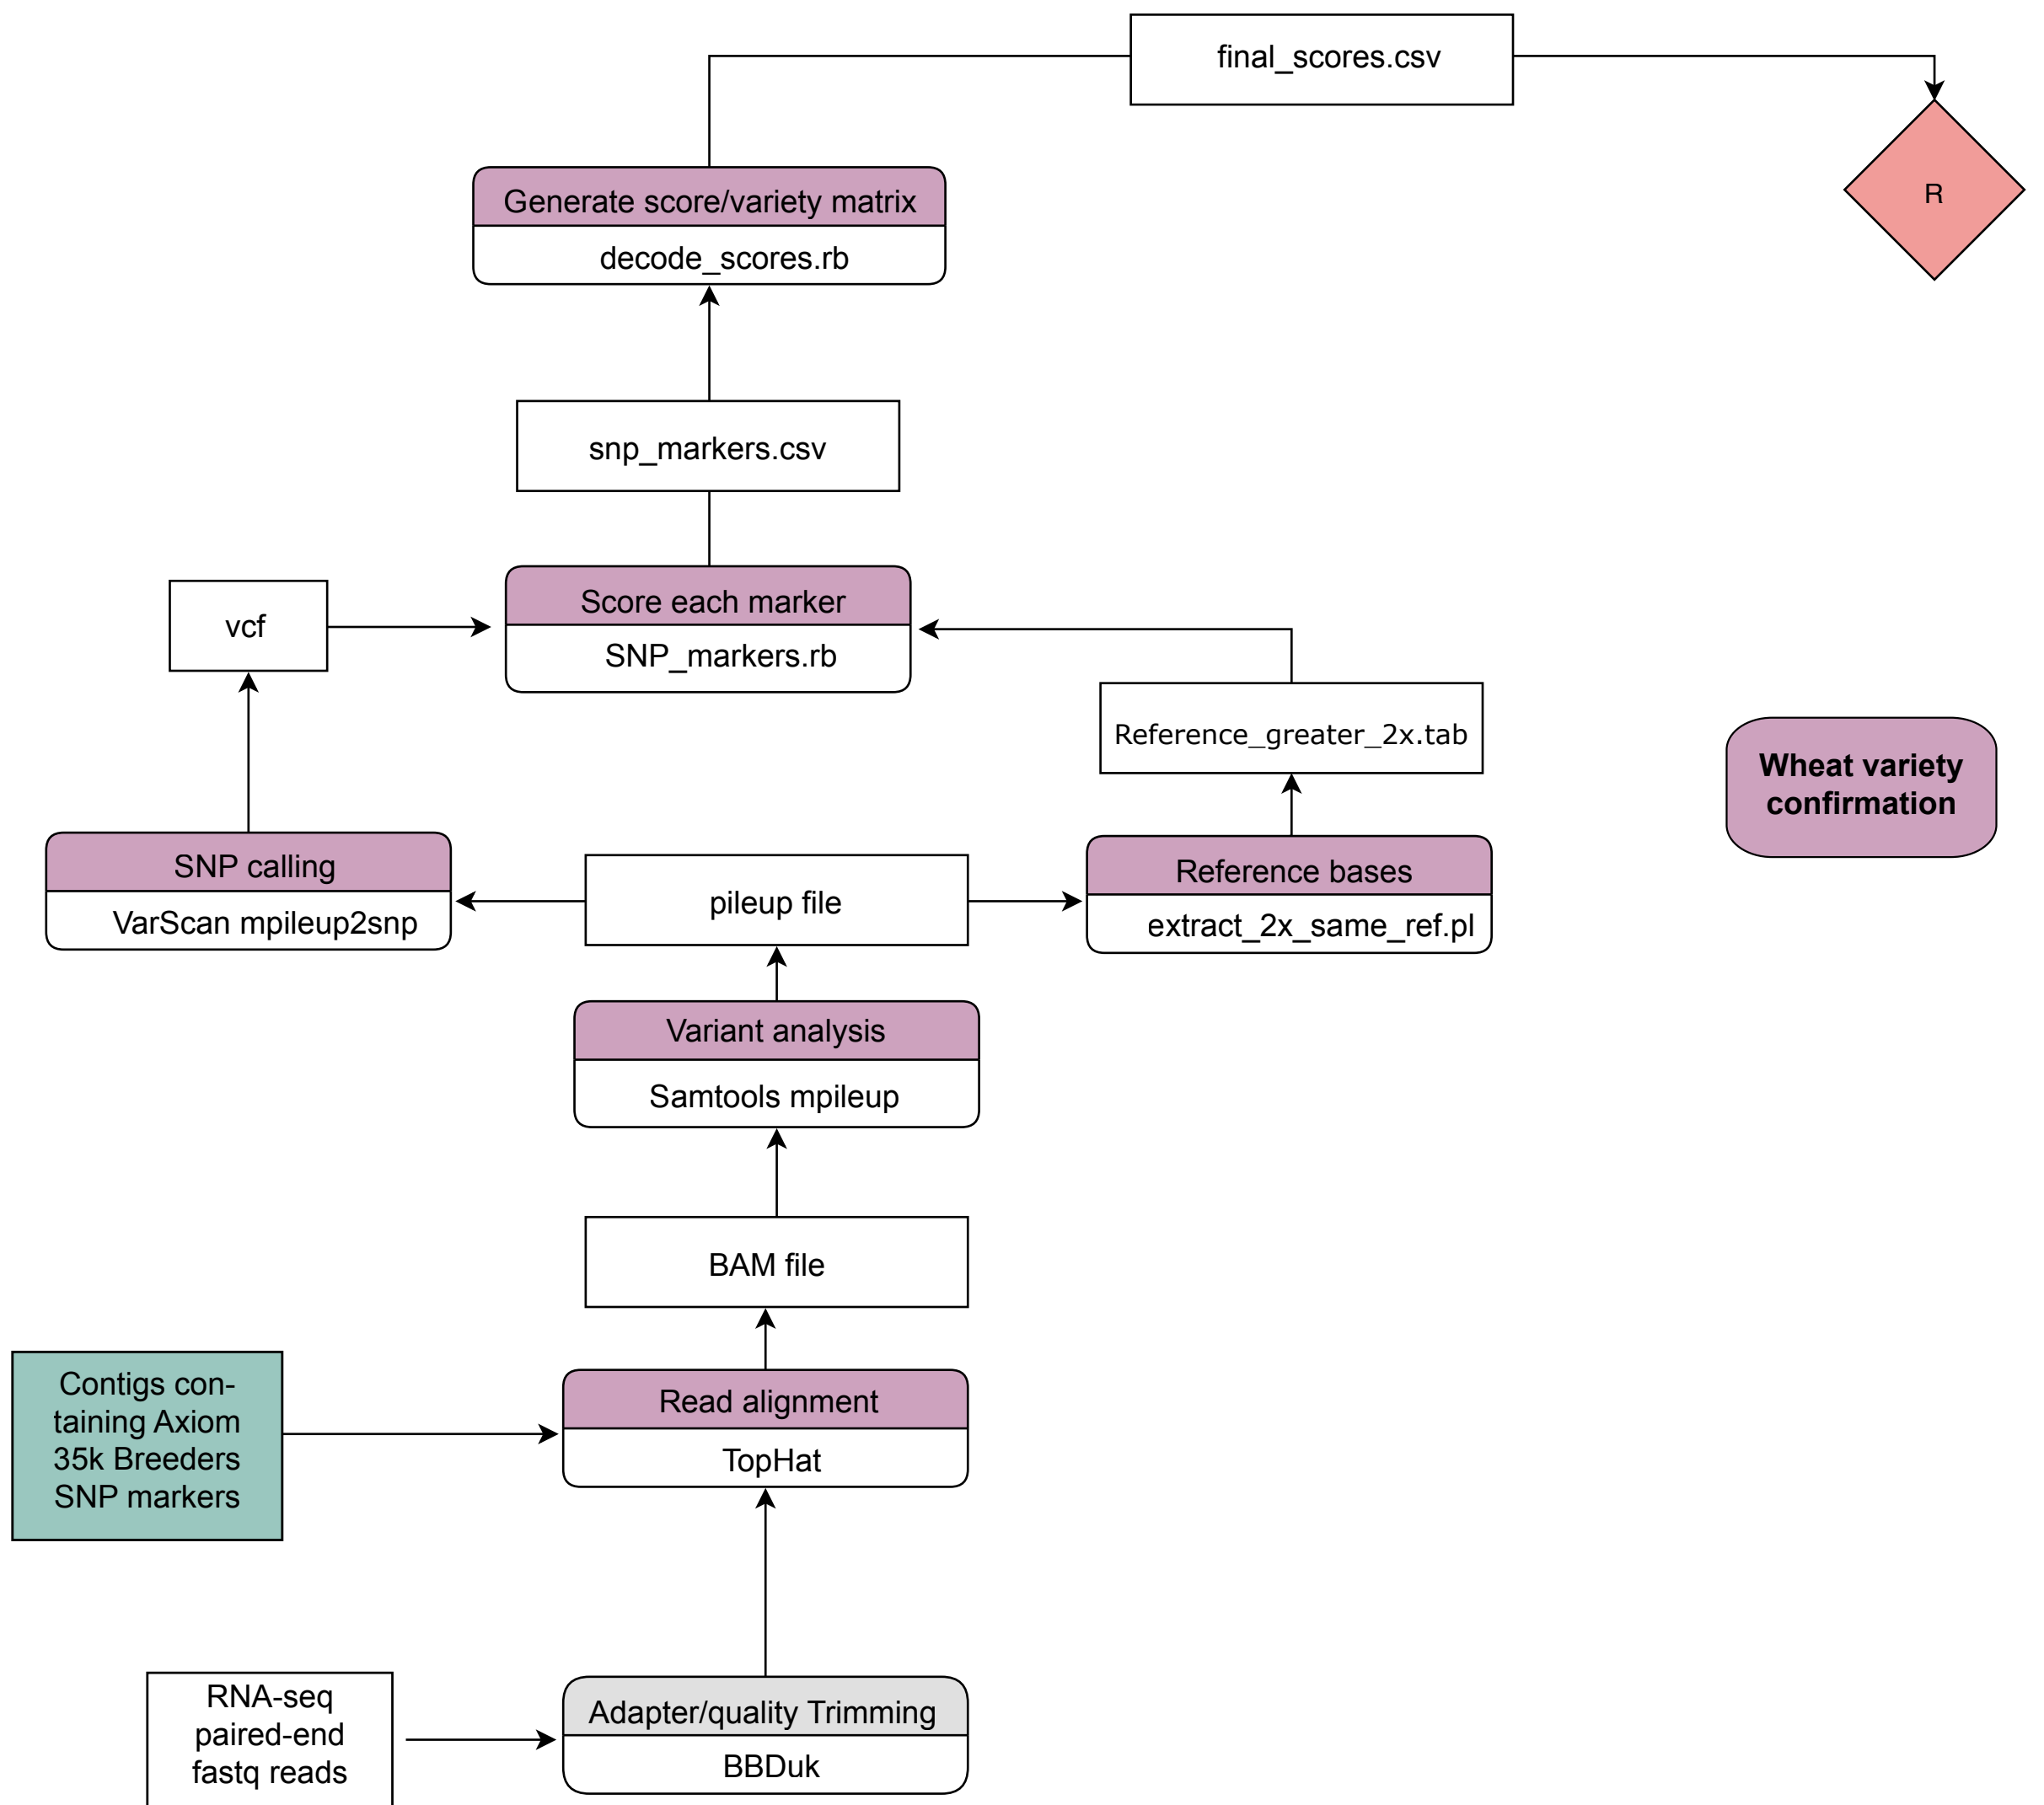 final_scores.csv
R
Generate score/variety matrix
decode_scores.rb
snp_markers.csv
vcf
Score each marker
SNP_markers.rb
Reference_greater_2x.tab
Wheat variety
confirmation
SNP calling
VarScan mpileup2snp
pileup file
Reference bases
extract_2x_same_ref.pl
Variant analysis
Samtools mpileup
BAM file
Contigs con-
taining Axiom
35k Breeders
SNP markers
Read alignment
TopHat
RNA-seq
paired-end
fastq reads
Adapter/quality Trimming
BBDuk